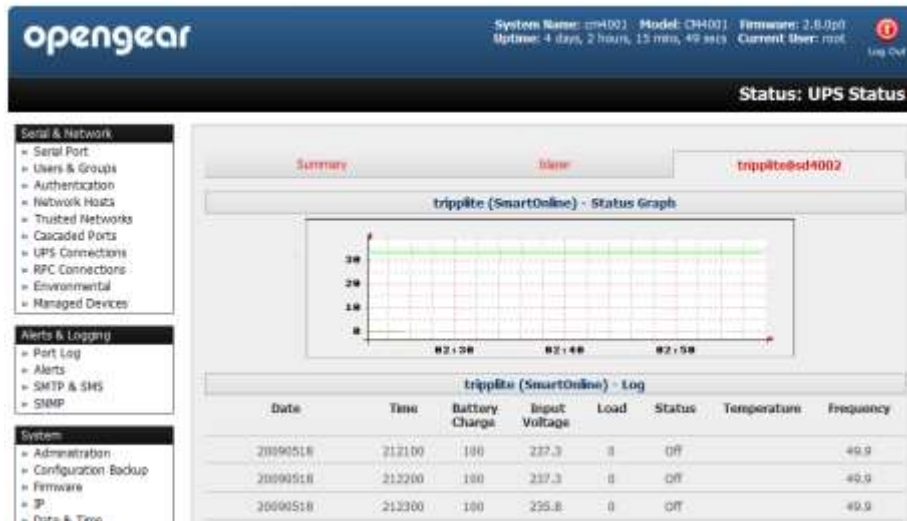 opengear
System Name: cm4001 Model: CM4001 Firmware: 2.8.0p0
Uptime: 4 days, 2 hours, 15 mins, 49 secs Current User: root
Log Out
Status: UPS Status
Serial & Network
» Serial Port
» Users & Groups
» Authentication
» Network Hosts
» Trusted Networks
» Cascaded Ports
» UPS Connections
» RPC Connections
» Environmental
» Managed Devices
Alerts & Logging
» Port Log
» Alerts
» SMTP & SMS
» SNMP
System
» Administration
» Configuration Backup
» Firmware
» IP
» Date & Time
Summary
tripplite@sd4002
tripplite (SmartOnline) - Status Graph
30
20
10
0
02:30 02:40 02:50
tripplite (SmartOnline) - Log
Date Time Battery Charge Input Voltage Load Status Temperature Frequency
20090518 212100 100 237.3 0 Off 49.9
20090518 212200 100 237.3 0 Off 49.9
20090518 212300 100 235.8 0 Off 49.9